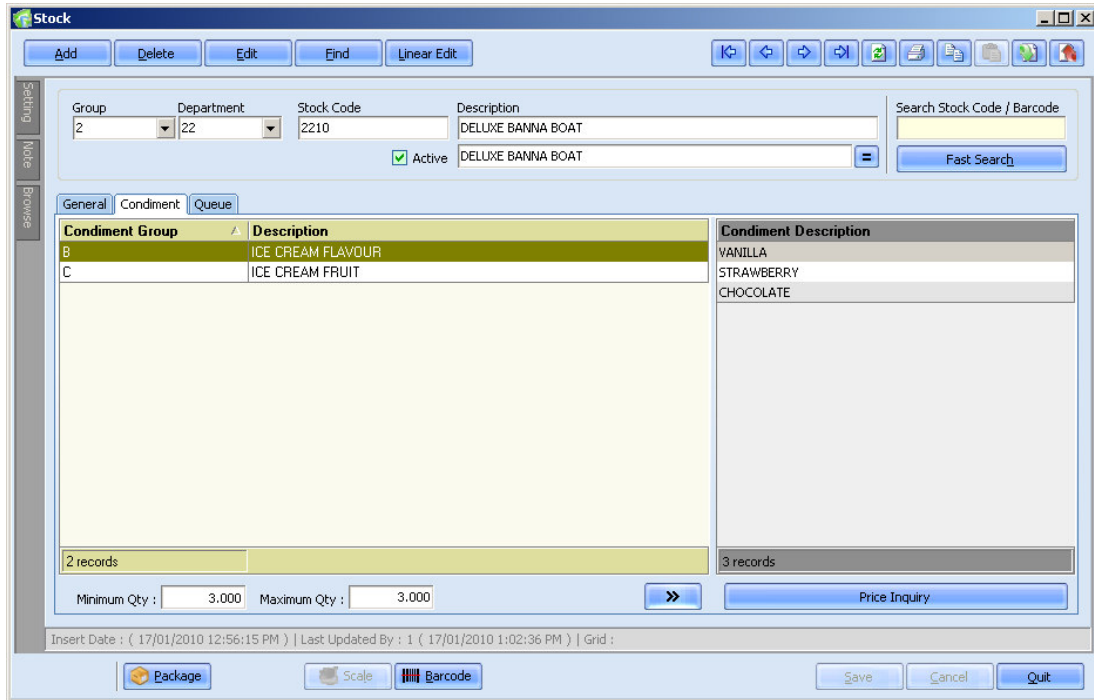 Stock
Add Delete Edit Find Linear Edit
Setting
Note
Browse
Group Department Stock Code Description Search Stock Code / Barcode
2 22 2210 DELUXE BANNA BOAT
Active DELUXE BANNA BOAT = Fast Search
General Condiment Queue
Condiment Group Description Condiment Description
B ICE CREAM FLAVOUR VANILLA
C ICE CREAM FRUIT STRAWBERRY
CHOCOLATE
2 records 3 records
Minimum Qty : 3.000 Maximum Qty : 3.000 » Price Inquiry
Insert Date : ( 17/01/2010 12:56:15 PM ) | Last Updated By : 1 ( 17/01/2010 1:02:36 PM ) | Grid :
Package Scale Barcode Save Cancel Quit